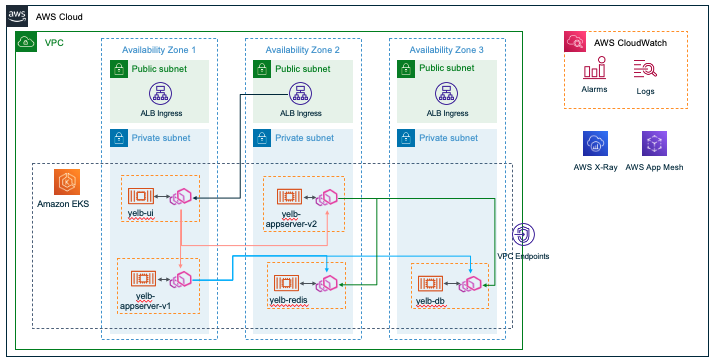 aws
AWS Cloud
VPC
Availability Zone 1
Availability Zone 2
Availability Zone 3
AWS CloudWatch
Public subnet
Public subnet
Public subnet
Alarms
Logs
ALB Ingress
ALB Ingress
ALB Ingress
Private subnet
Private subnet
Private subnet
AWS X-Ray
AWS App Mesh
Amazon EKS
yelb-ui
yelb-
appserver-v2
VPC Endpoints
yelb-
appserver-v1
yelb-redis
yelb-db